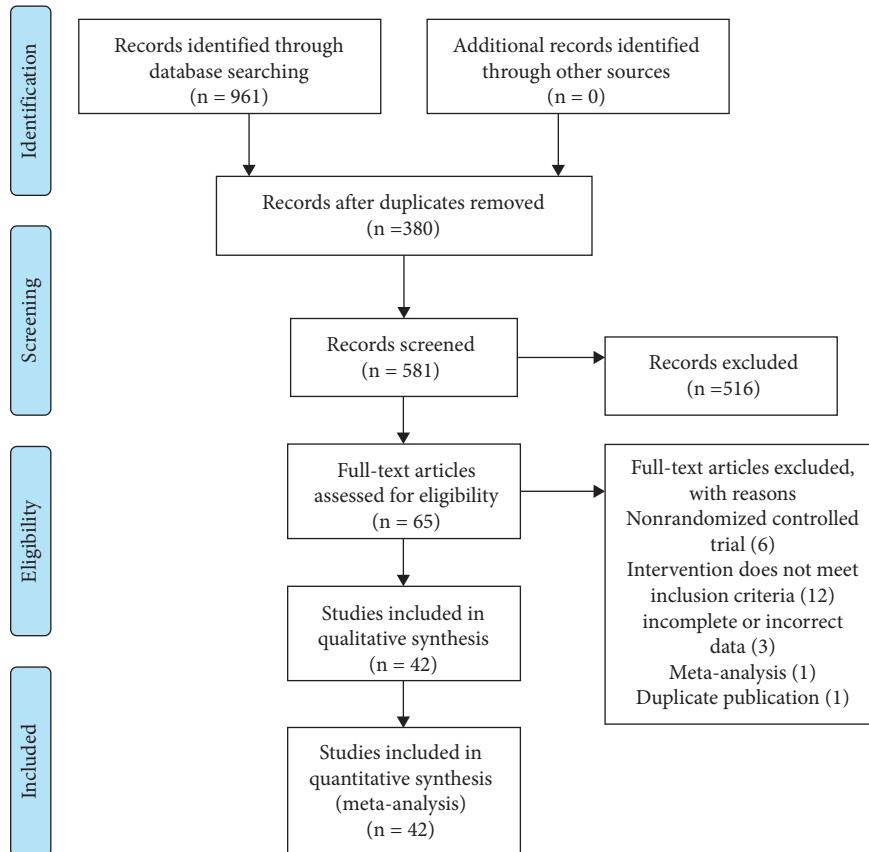 Identification
Records identified through
database searching
(n = 961)
Additional records identified
through other sources
(n = 0)
Records after duplicates removed
(n =380)
Screening
Records screened
(n = 581)
Records excluded
(n =516)
Eligibility
Full-text articles
assessed for eligibility
(n = 65)
Full-text articles excluded,
with reasons
Nonrandomized controlled
trial (6)
Intervention does not meet
inclusion criteria (12)
incomplete or incorrect
data (3)
Meta-analysis (1)
Duplicate publication (1)
Studies included in
qualitative synthesis
(n = 42)
Included
Studies included in
quantitative synthesis
(meta-analysis)
n = 42)